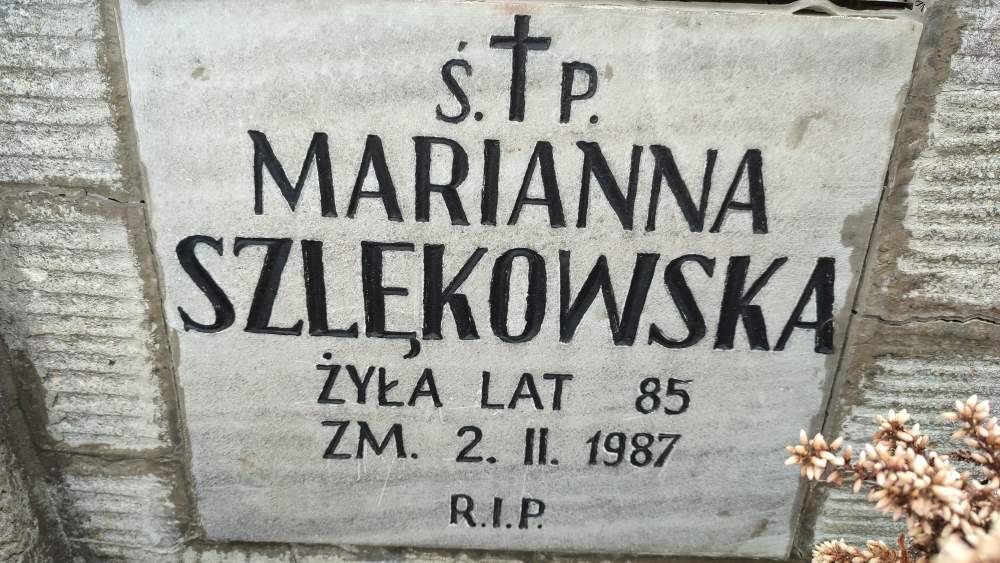 Ś. P.
MARIANNA
SZLĘKOWSKA
ŻYŁA LAT 85
ZM. 2. II. 1987
R.I.P.